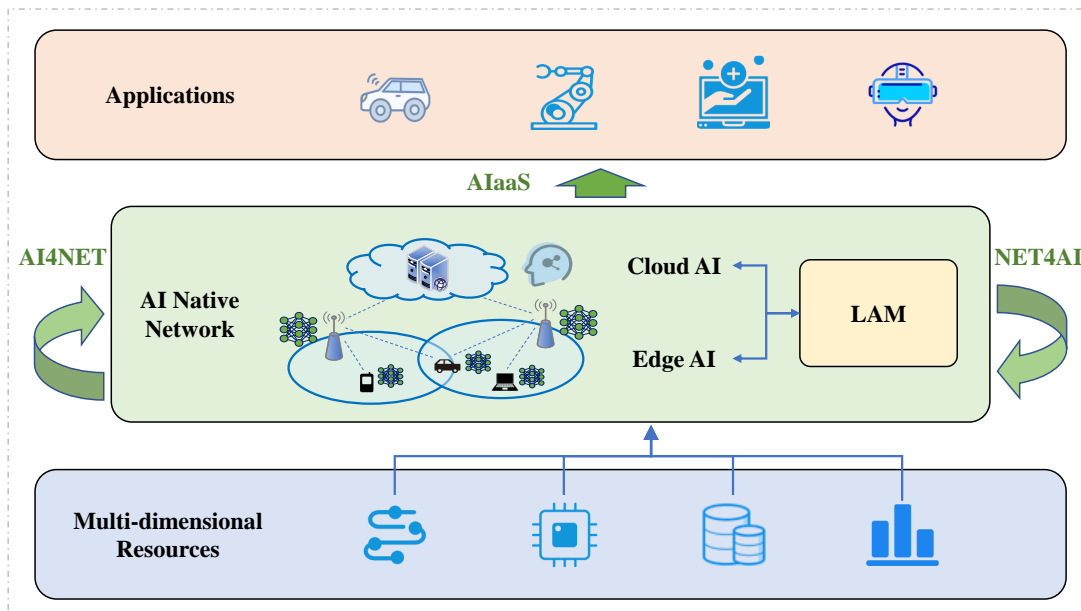 Applications
AIaaS
AI4NET
NET4AI
AI Native
Network
Cloud AI
LAM
Edge AI
Multi-dimensional
Resources